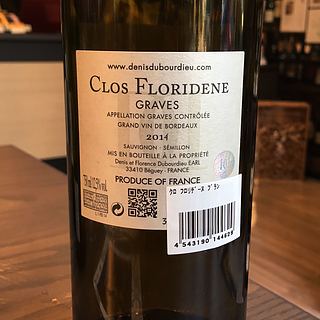 www.denisdubourdieu.com
CLOS FLORIDENE
GRAVES
APPELLATION GRAVES CONTRÔLÉE
GRAND VIN DE BORDEAUX
2014
SAUVIGNON - SÉMILLON
MIS EN BOUTEILLE À LA PROPRIÉTÉ
Denis et Florence Dubourdieu EARL
33410 Béguey - FRANCE
PRODUCE OF FRANCE
クロ フロリデーヌ ブラン
3
4 543190 144629